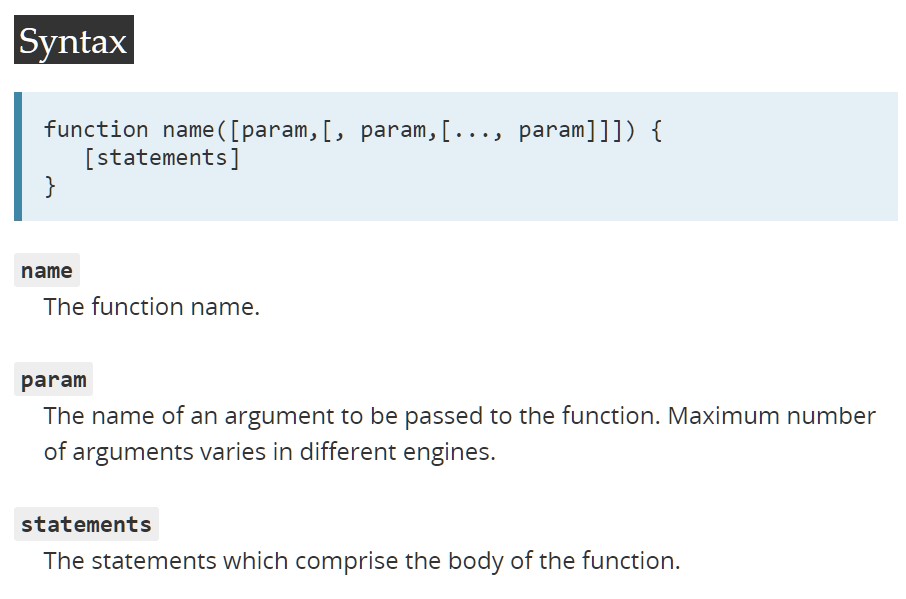 Syntax
function name([param,[, param,[..., param]]]) {
   [statements]
}
name
The function name.
param
The name of an argument to be passed to the function. Maximum number
of arguments varies in different engines.
statements
The statements which comprise the body of the function.